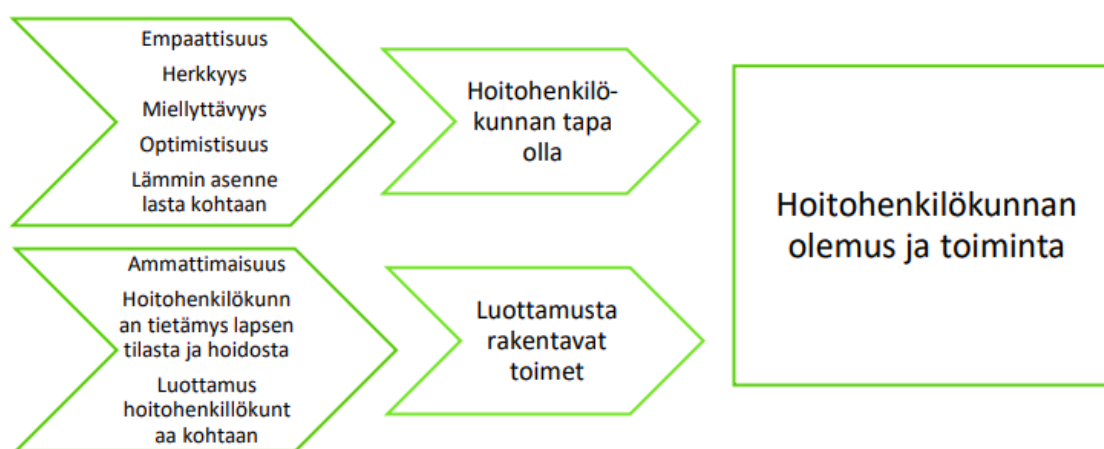 Empaattisuus
Herkkyys
Miellyttävyys
Optimistisuus
Lämmin asenne
lasta kohtaan
Hoitohenkilö-
kunnan tapa
olla
Ammattimaisuus
Hoitohenkilökunn
an tietämys lapsen
tilasta ja hoidosta
Luottamus
hoitohenkillökunt
aa kohtaan
Luottamusta
rakentavat
toimet
Hoitohenkilökunnan
olemus ja toiminta